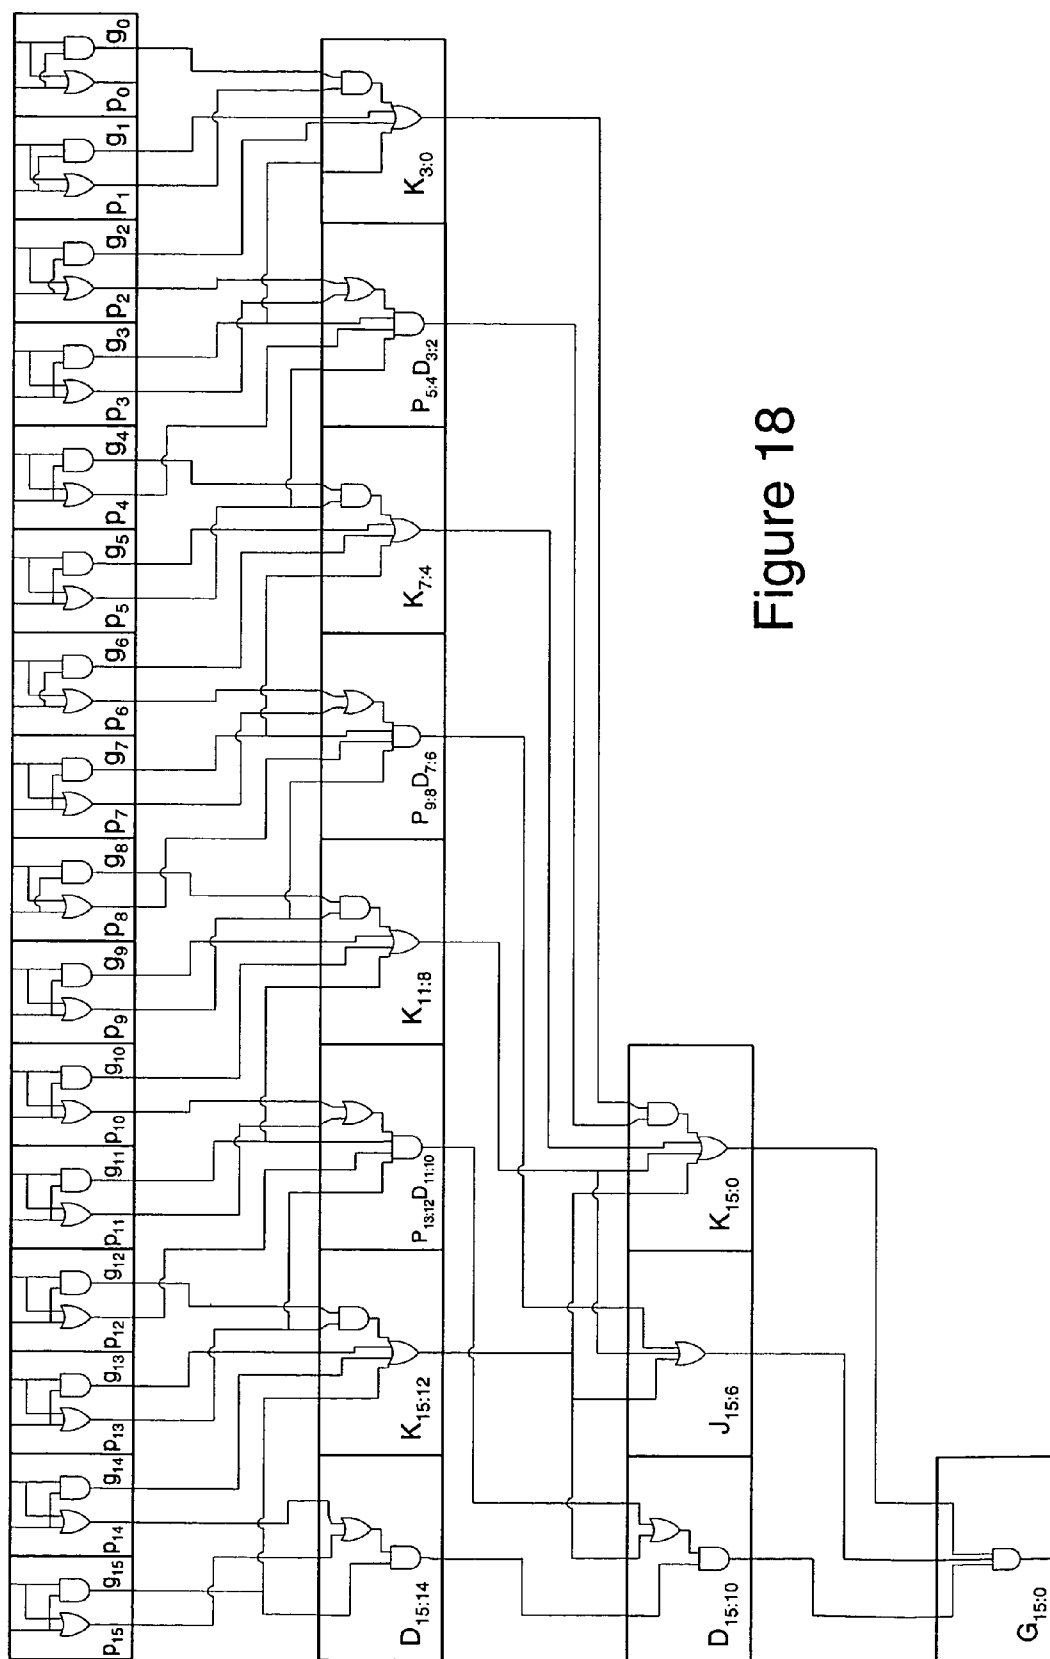 p₁₅ g₁₅ p₁₄ g₁₄ p₁₃ g₁₃ p₁₂ g₁₂ p₁₁ g₁₁ p₁₀ g₁₀ p₉ g₉ p₈ g₈ p₇ g₇ p₆ g₆ p₅ g₅ p₄ g₄ p₃ g₃ p₂ g₂ p₁ g₁ p₀ g₀
D₁₅:₁₄ K₁₅:₁₂ P₁₃:₁₂D₁₁:₁₀ K₁₁:₈ P₉:₈D₇:₆ K₇:₄ P₅:₄D₃:₂ K₃:₀
D₁₅:₁₀ J₁₅:₆ K₁₅:₀
Figure 18
G₁₅:₀